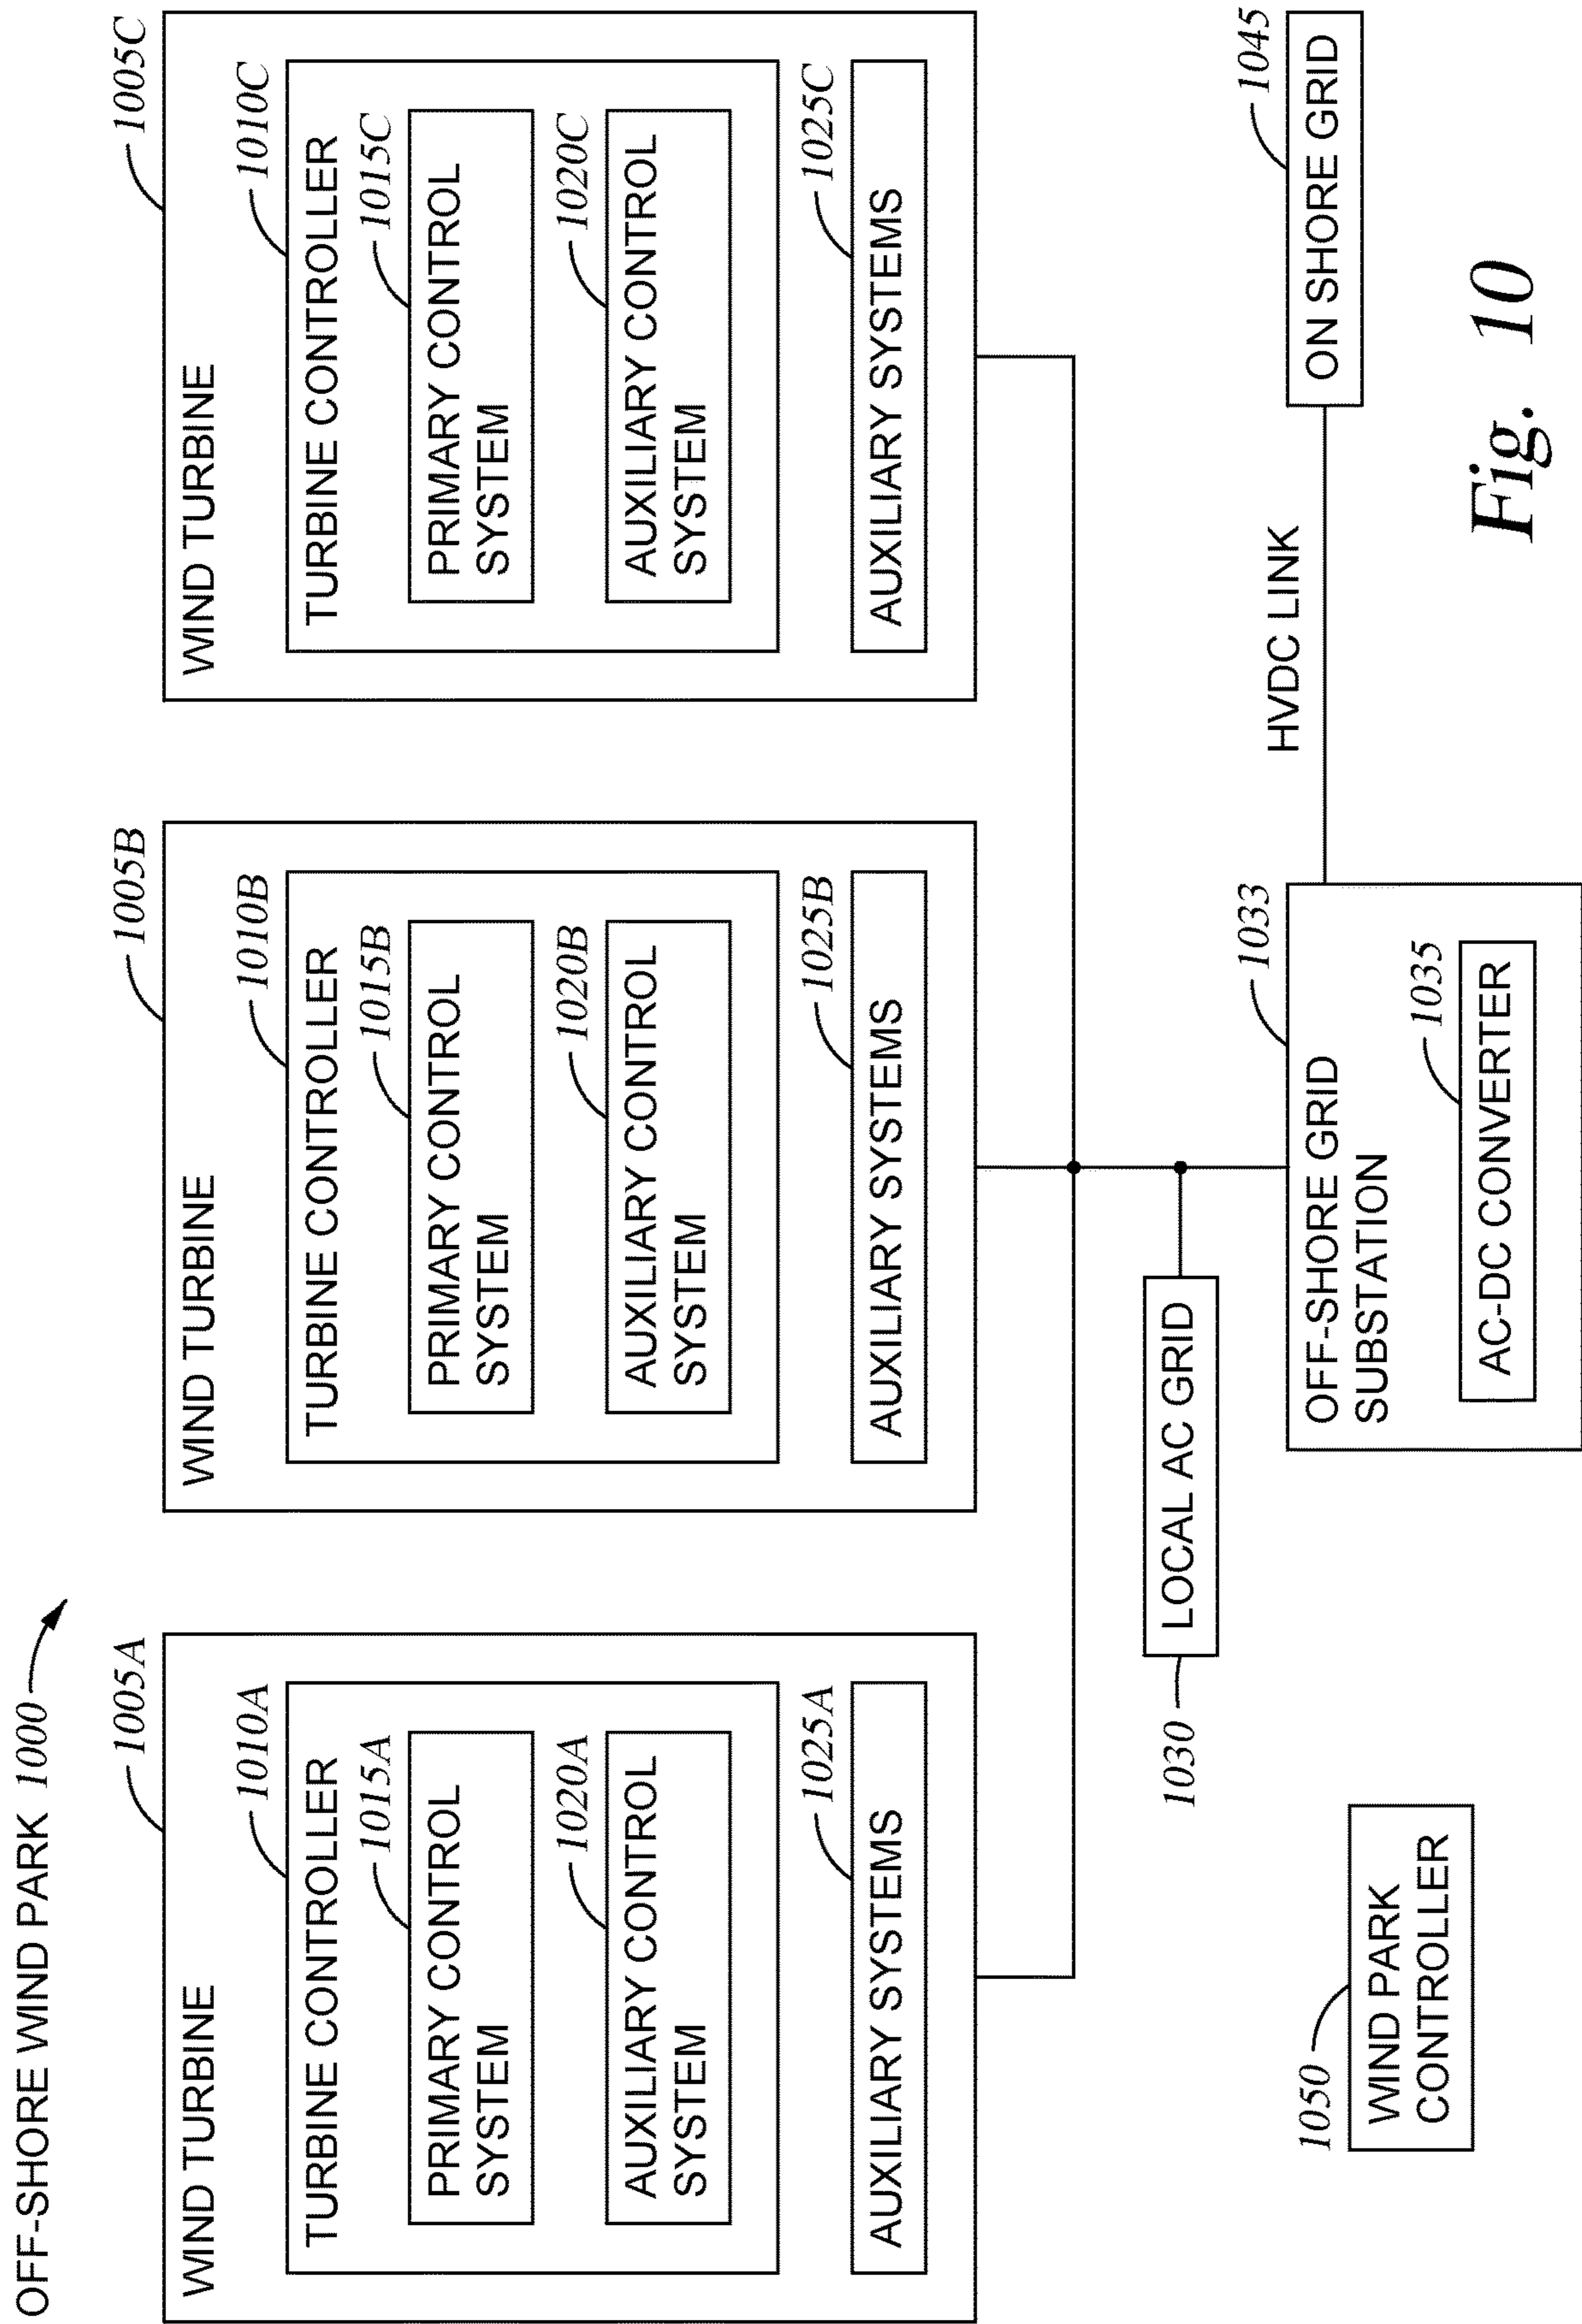 OFF-SHORE WIND PARK 1000
1005A
WIND TURBINE
1010A
TURBINE CONTROLLER
1015A
PRIMARY CONTROL
SYSTEM
1020A
AUXILIARY CONTROL
SYSTEM
1025A
AUXILIARY SYSTEMS
1005B
WIND TURBINE
1010B
TURBINE CONTROLLER
1015B
PRIMARY CONTROL
SYSTEM
1020B
AUXILIARY CONTROL
SYSTEM
1025B
AUXILIARY SYSTEMS
1005C
WIND TURBINE
1010C
TURBINE CONTROLLER
1015C
PRIMARY CONTROL
SYSTEM
1020C
AUXILIARY CONTROL
SYSTEM
1025C
AUXILIARY SYSTEMS
1030
LOCAL AC GRID
1033
OFF-SHORE GRID
SUBSTATION
1035
AC-DC CONVERTER
HVDC LINK
1045
ON SHORE GRID
1050
WIND PARK
CONTROLLER
Fig. 10